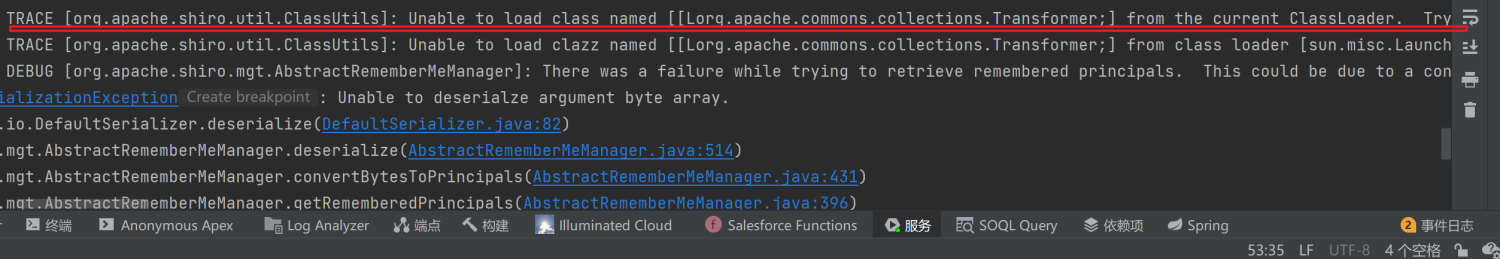 TRACE [org.apache.shiro.util.ClassUtils]: Unable to load class named [[Lorg.apache.commons.collections.Transformer;] from the current ClassLoader.  Try
TRACE [org.apache.shiro.util.ClassUtils]: Unable to load clazz named [[Lorg.apache.commons.collections.Transformer;] from class loader [sun.misc.Launch
DEBUG [org.apache.shiro.mgt.AbstractRememberMeManager]: There was a failure while trying to retrieve remembered principals.  This could be due to a con
ializationException Create breakpoint : Unable to deserialze argument byte array.
.io.DefaultSerializer.deserialize(DefaultSerializer.java:82)
.mgt.AbstractRememberMeManager.deserialize(AbstractRememberMeManager.java:514)
.mgt.AbstractRememberMeManager.convertBytesToPrincipals(AbstractRememberMeManager.java:431)
.mgt.AbstractRememberMeManager.getRememberedPrincipals(AbstractRememberMeManager.java:396)
终端 Anonymous Apex Log Analyzer 端点 构建 Illuminated Cloud Salesforce Functions 服务 SOQL Query 依赖项 Spring 2 事件日志
53:35 LF UTF-8 4 个空格